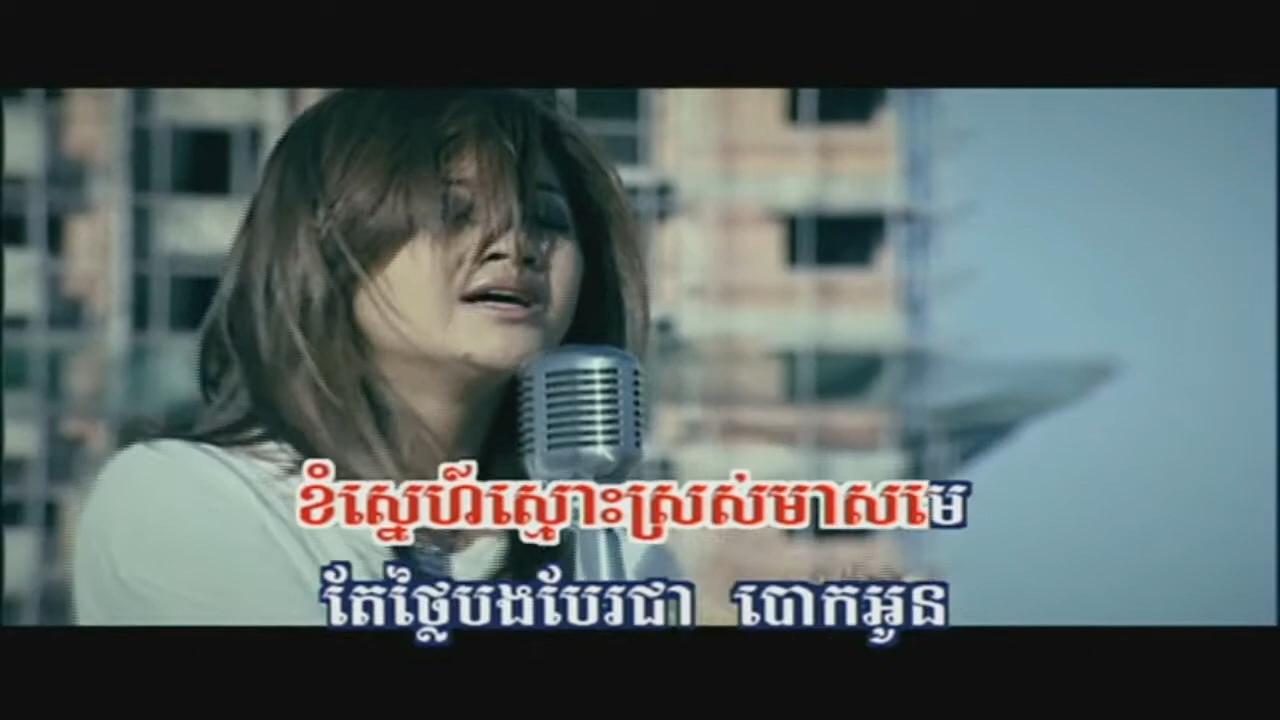 ខំស្នេហ៍ស្មោះស្រស់មាសមេ
តែថ្លៃបងបែរជា បោកអូន